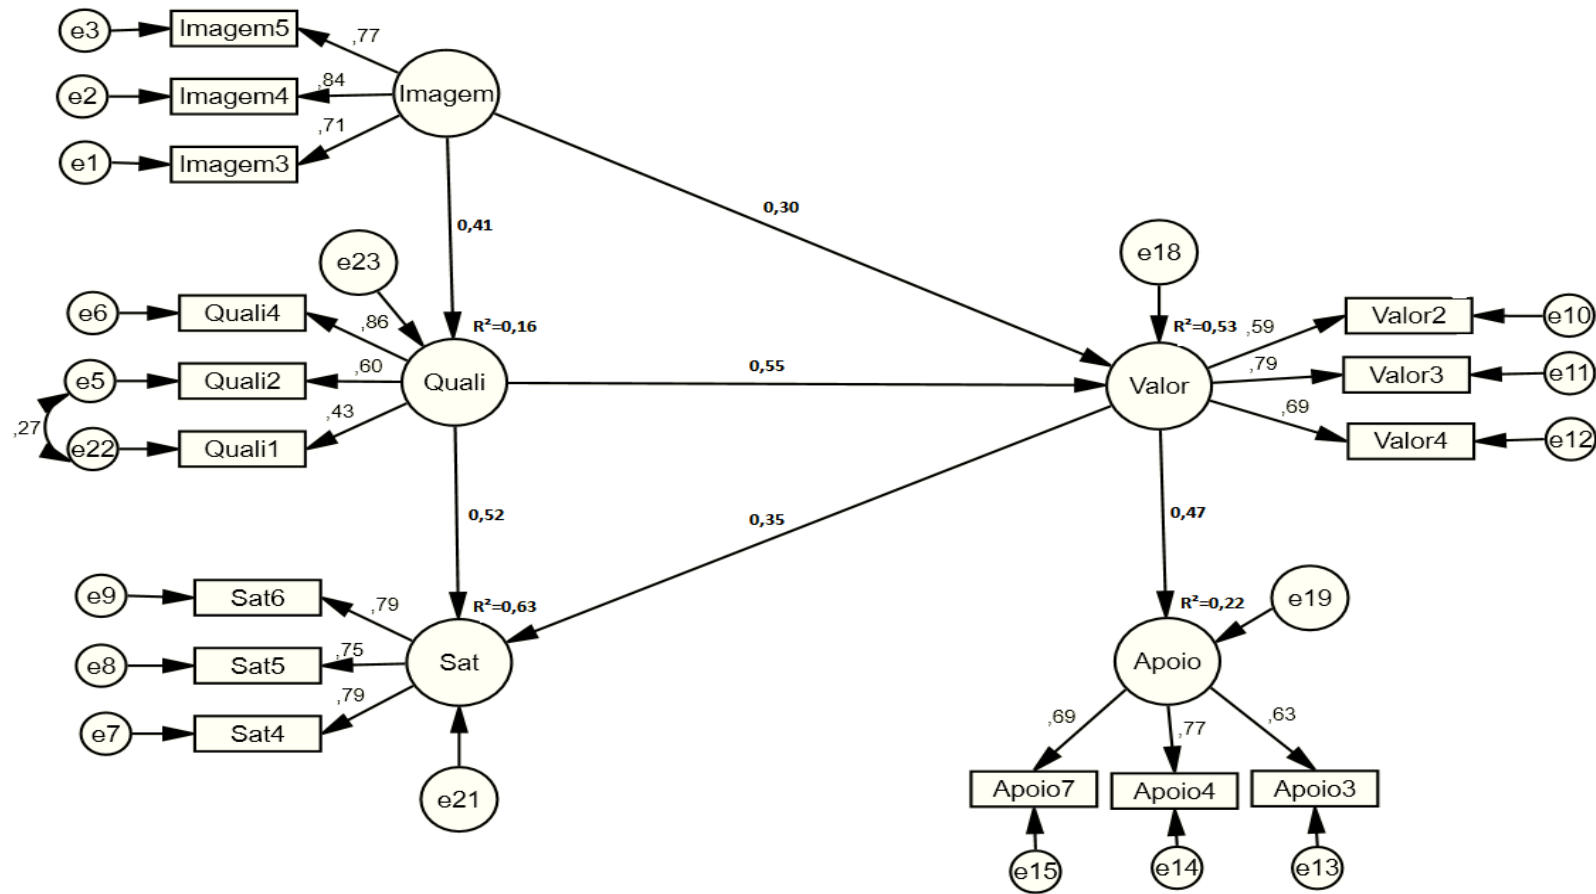 e3
Imagem5
,77
e2
Imagem4
,84
Imagem
e1
Imagem3
,71
0,41
0,30
e23
e18
e6
Quali4
,86
R²=0,16
R²=0,53
,59
Valor2
e10
e5
Quali2
,60
Quali
0,55
Valor
,79
Valor3
e11
,27
e22
Quali1
,43
,69
Valor4
e12
0,52
0,35
0,47
e9
Sat6
,79
R²=0,63
R²=0,22
e19
e8
Sat5
,75
Sat
Apoio
e7
Sat4
,79
,69
,77
,63
e21
Apoio7
Apoio4
Apoio3
e15
e14
e13